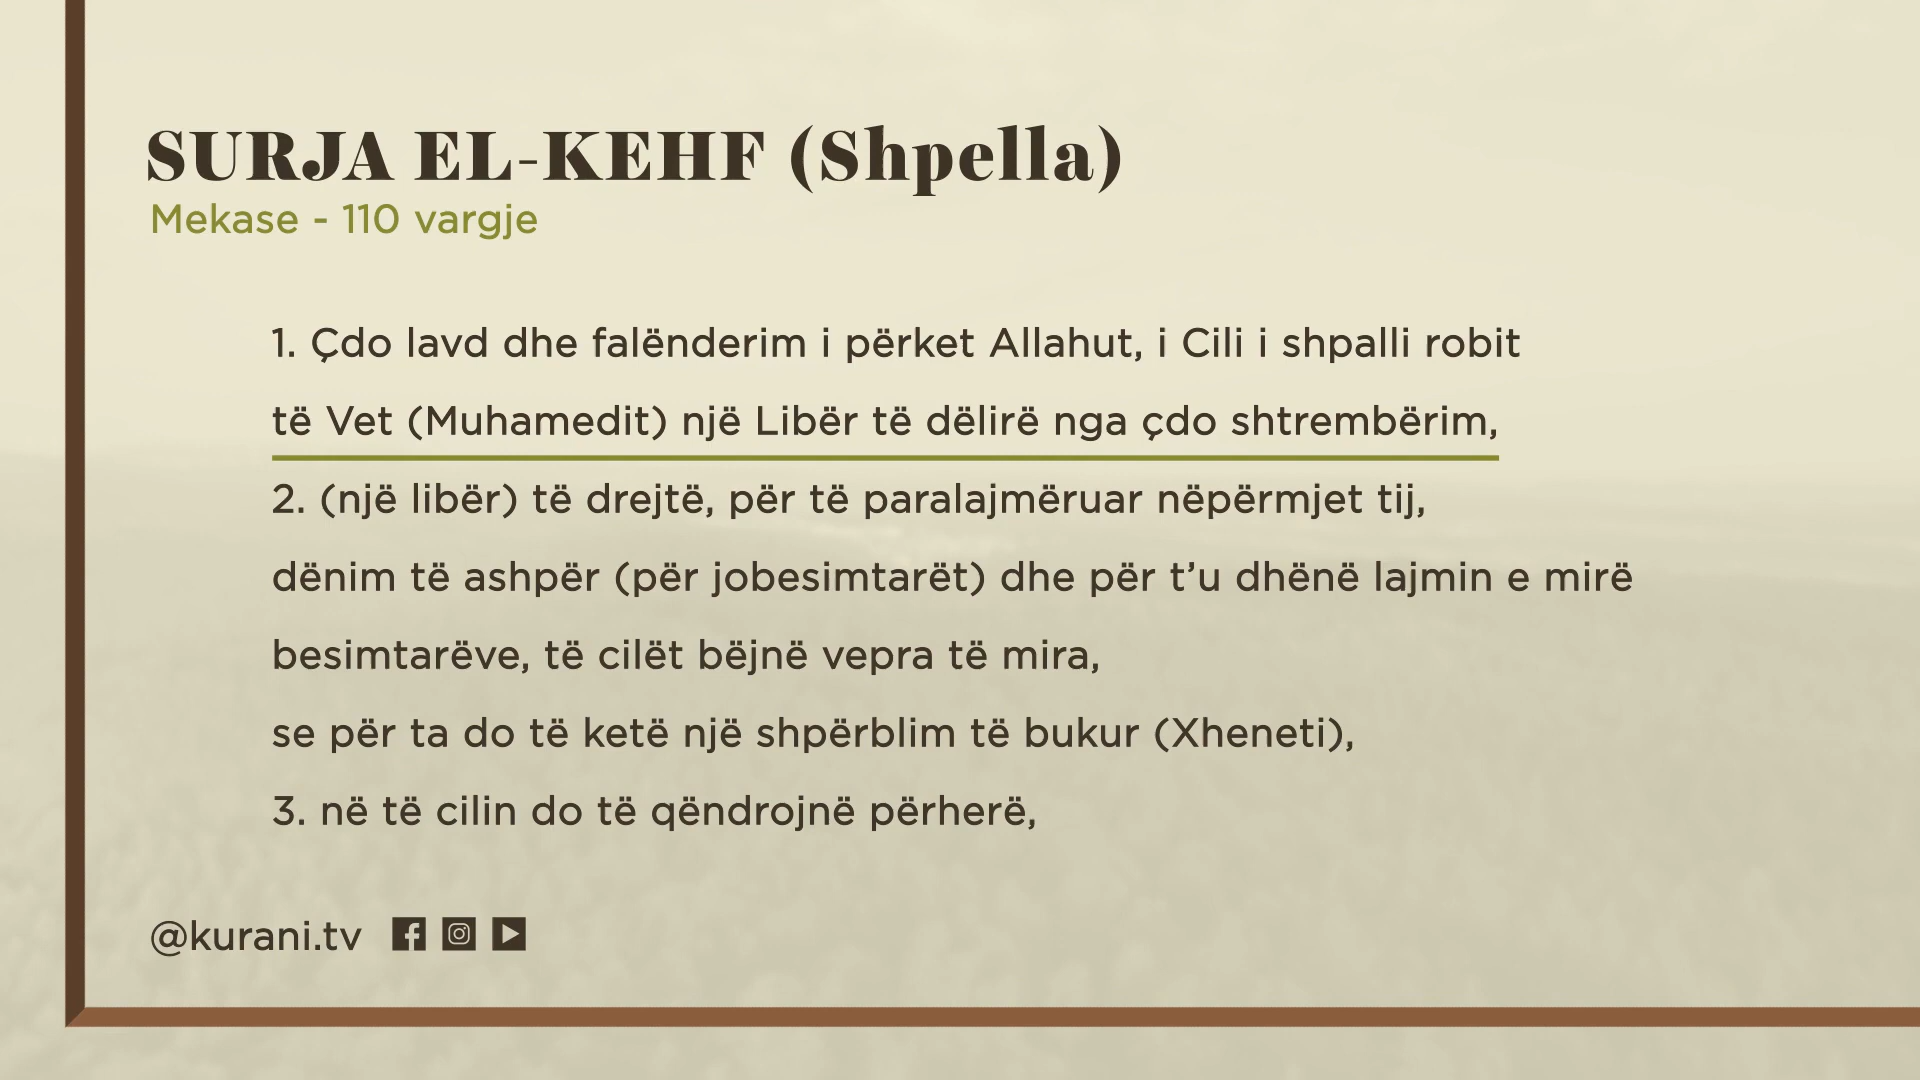 SURJA EL-KEHF (Shpella)
Mekase - 110 vargje
1. Çdo lavd dhe falënderim i përket Allahut, i Cili i shpalli robit
të Vet (Muhamedit) një Libër të dëlirë nga çdo shtrembërim,
2. (një libër) të drejtë, për të paralajmëruar nëpërmjet tij,
dënim të ashpër (për jobesimtarët) dhe për t’u dhënë lajmin e mirë
besimtarëve, të cilët bëjnë vepra të mira,
se për ta do të ketë një shpërblim të bukur (Xheneti),
3. në të cilin do të qëndrojnë përherë,
@kurani.tv